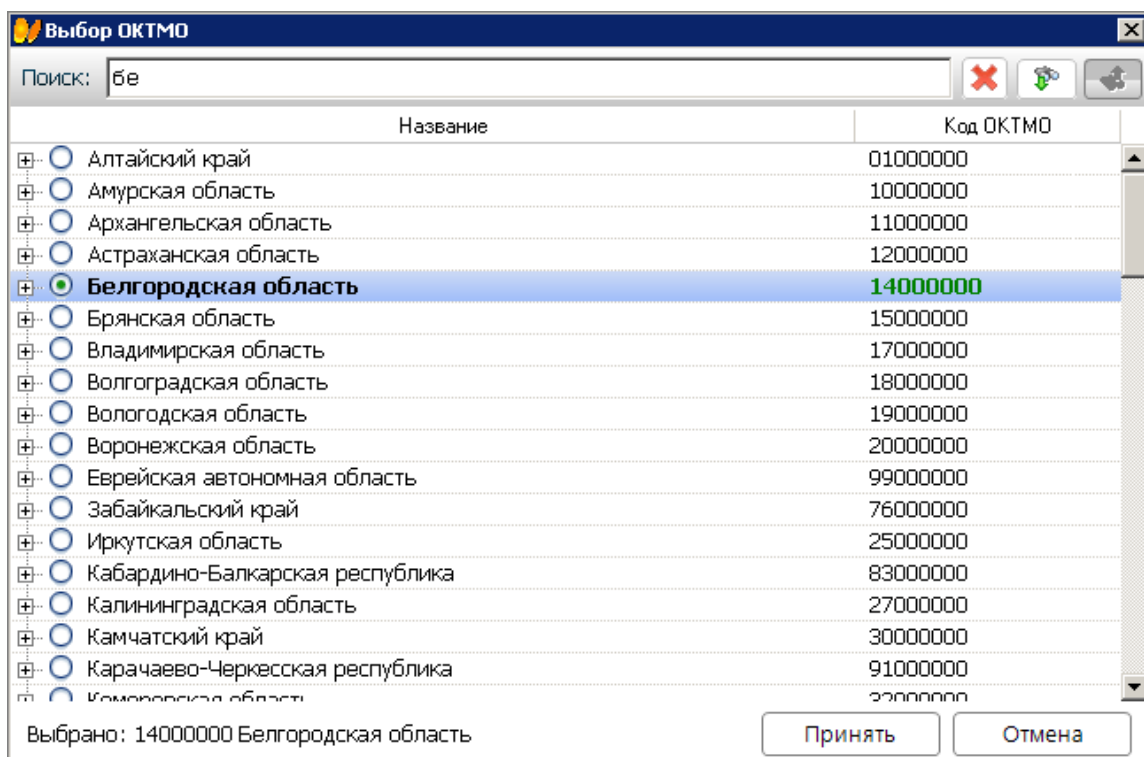 Выбор ОКТМО
Поиск: бе
Название Код ОКТМО
Алтайский край 01000000
Амурская область 10000000
Архангельская область 11000000
Астраханская область 12000000
Белгородская область 14000000
Брянская область 15000000
Владимирская область 17000000
Волгоградская область 18000000
Вологодская область 19000000
Воронежская область 20000000
Еврейская автономная область 99000000
Забайкальский край 76000000
Иркутская область 25000000
Кабардино-Балкарская республика 83000000
Калининградская область 27000000
Камчатский край 30000000
Карачаево-Черкесская республика 91000000
Кемеровская область 32000000
Выбрано: 14000000 Белгородская область Принять Отмена